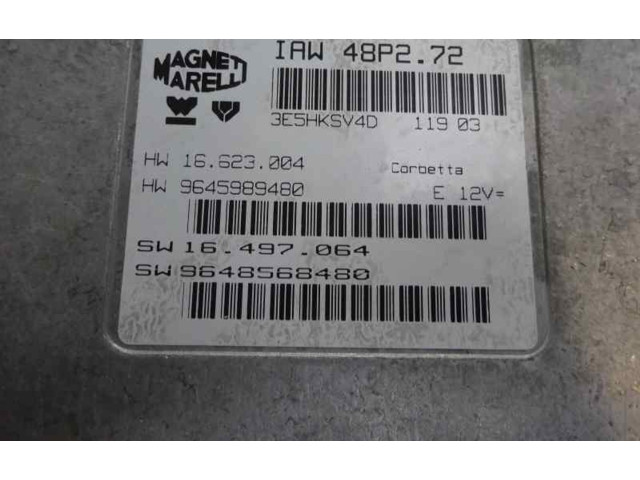 MAGNETI
MARELLI
IAW 48P2.72
3E5HKSV4D 119 03
HW 16.623.004 Corbetta
HW 9645989480 E 12V=
SW 16.497.064
SW 9648568480